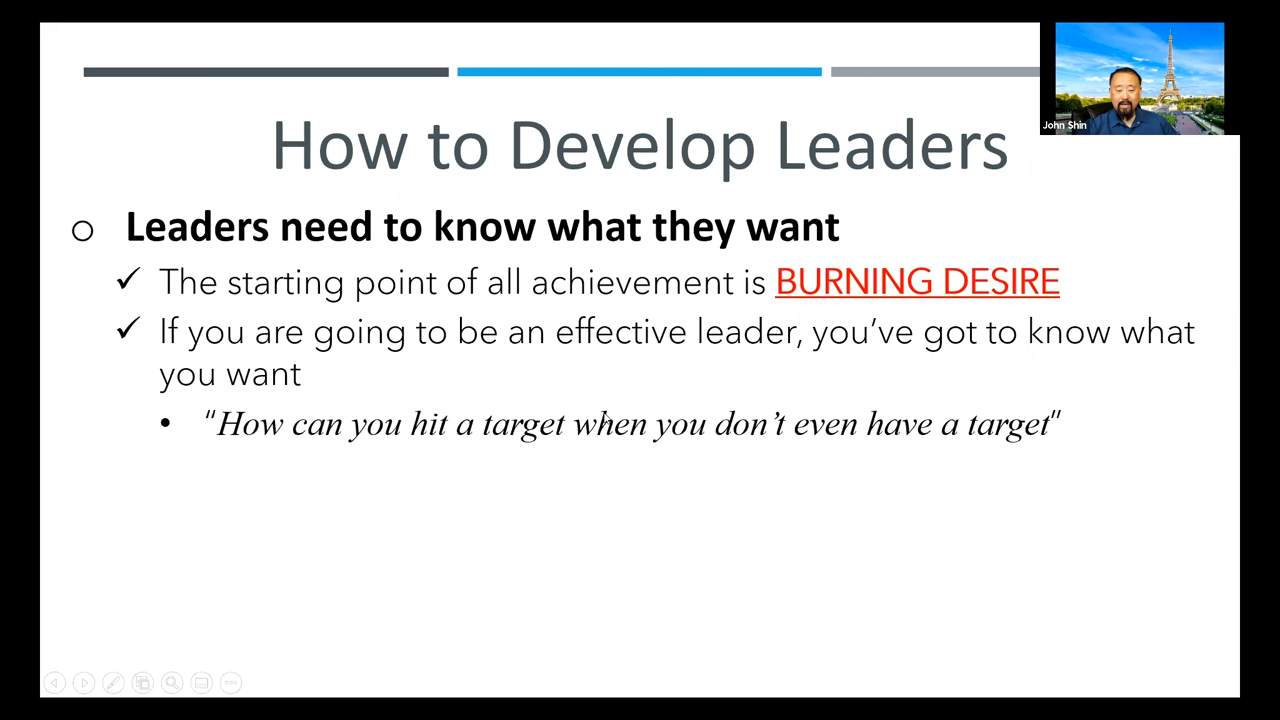 John Shin
How to Develop Leaders
Leaders need to know what they want
The starting point of all achievement is BURNING DESIRE
If you are going to be an effective leader, you’ve got to know what
you want
"How can you hit a target when you don’t even have a target"